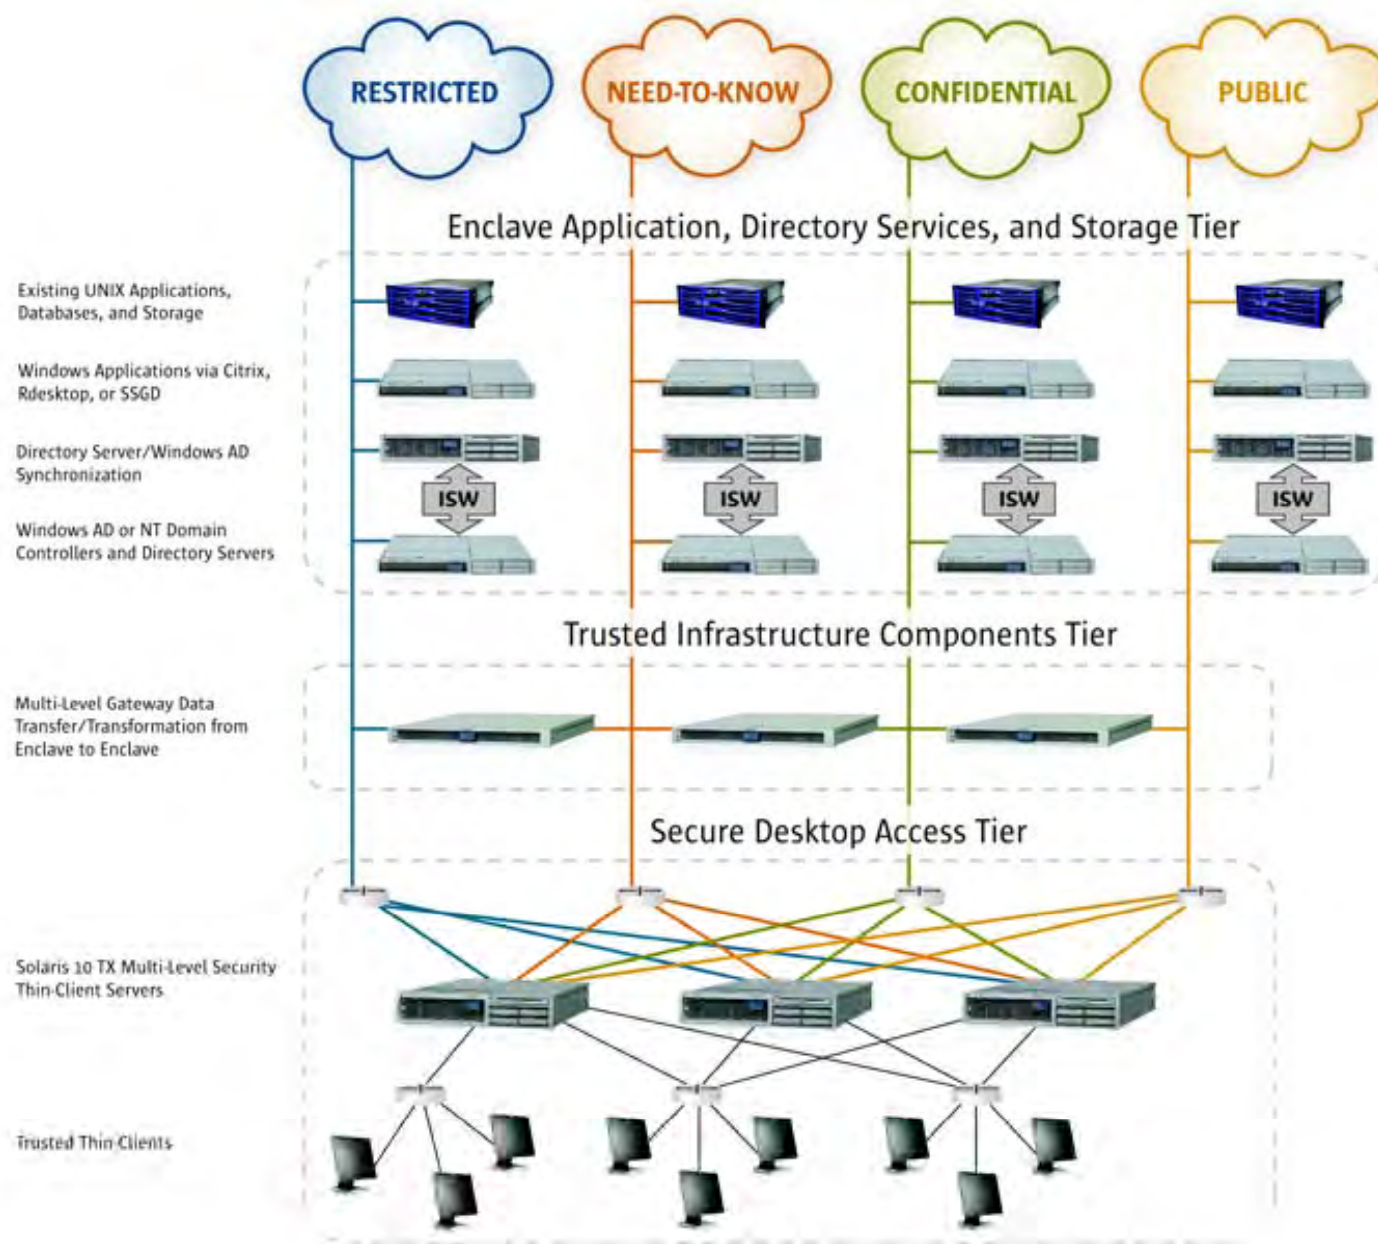 RESTRICTED
NEED-TO-KNOW
CONFIDENTIAL
PUBLIC
Enclave Application, Directory Services, and Storage Tier
Existing UNIX Applications,
Databases, and Storage
Windows Applications via Citrix,
Rdesktop, or SSGD
Directory Server/Windows AD
Synchronization
ISW
ISW
ISW
ISW
Windows AD or NT Domain
Controllers and Directory Servers
Trusted Infrastructure Components Tier
Multi-Level Gateway Data
Transfer/Transformation from
Enclave to Enclave
Secure Desktop Access Tier
Solaris 10 TX Multi-Level Security
Thin-Client Servers
Trusted Thin-Clients